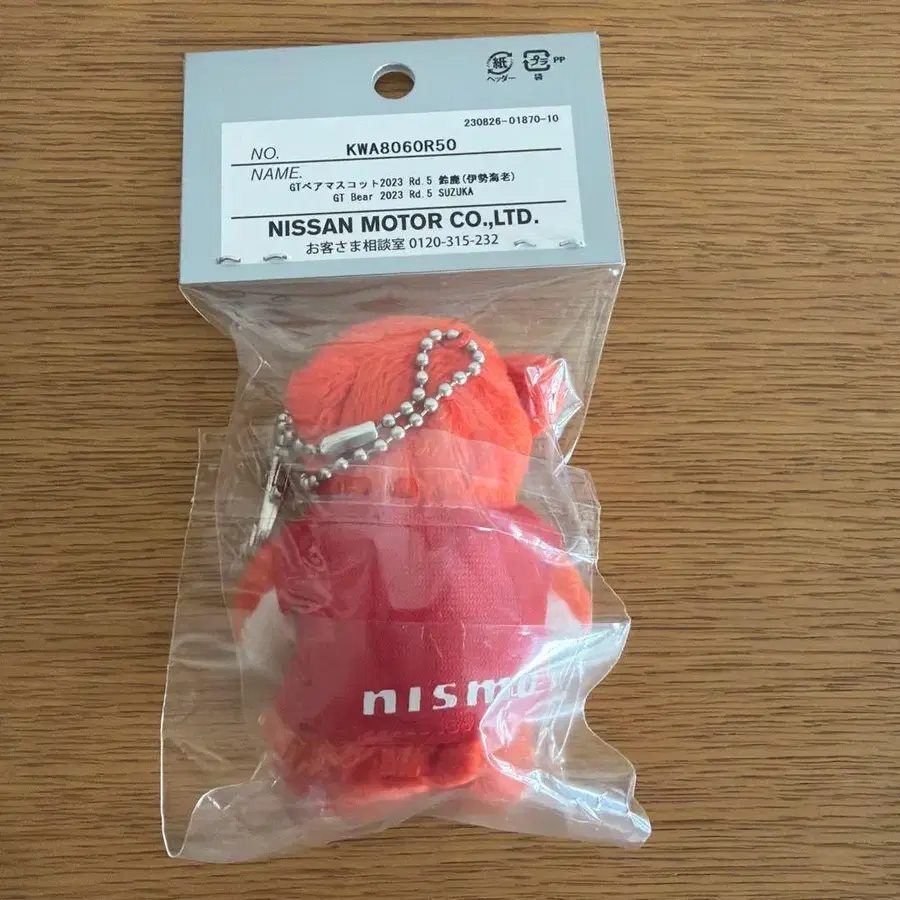 紙 プラ PP
ヘッダー 袋
230826-01870-10
NO. KWA8060R50
NAME.
GTベアマスコット2023 Rd.5 鈴鹿(伊勢海老)
GT Bear 2023 Rd.5 SUZUKA
NISSAN MOTOR CO.,LTD.
お客さま相談室 0120-315-232
nismo